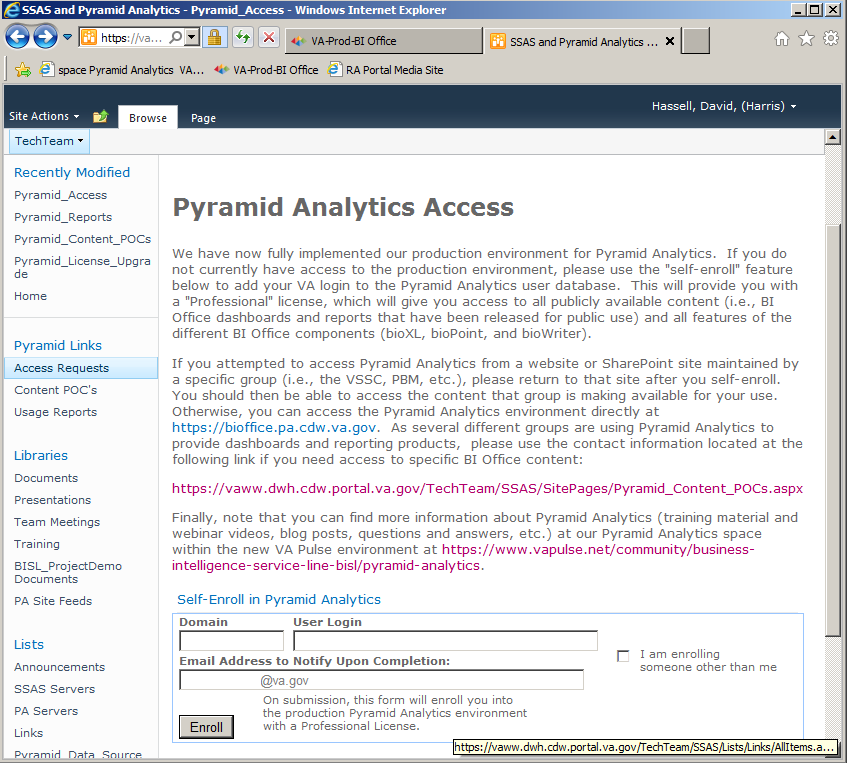 SSAS and Pyramid Analytics - Pyramid_Access - Windows Internet Explorer
https://va...
VA-Prod-BI Office
SSAS and Pyramid Analytics ...
space Pyramid Analytics VA...
VA-Prod-BI Office
RA Portal Media Site
Site Actions
Browse
Page
Hassell, David, (Harris)
TechTeam
Recently Modified
Pyramid_Access
Pyramid_Reports
Pyramid_Content_POCs
Pyramid_License_Upgra
de
Home
Pyramid Links
Access Requests
Content POC's
Usage Reports
Libraries
Documents
Presentations
Team Meetings
Training
BISL_ProjectDemo
Documents
PA Site Feeds
Lists
Announcements
SSAS Servers
PA Servers
Links
Pyramid_Data_Source
Pyramid Analytics Access
We have now fully implemented our production environment for Pyramid Analytics.  If you do
not currently have access to the production environment, please use the "self-enroll" feature
below to add your VA login to the Pyramid Analytics user database.  This will provide you with
a "Professional" license, which will give you access to all publicly available content (i.e., BI
Office dashboards and reports that have been released for public use) and all features of the
different BI Office components (bioXL, bioPoint, and bioWriter).
If you attempted to access Pyramid Analytics from a website or SharePoint site maintained by
a specific group (i.e., the VSSC, PBM, etc.), please return to that site after you self-enroll.
You should then be able to access the content that group is making available for your use.
Otherwise, you can access the Pyramid Analytics environment directly at
https://bioffice.pa.cdw.va.gov.  As several different groups are using Pyramid Analytics to
provide dashboards and reporting products,  please use the contact information located at the
following link if you need access to specific BI Office content:
https://vaww.dwh.cdw.portal.va.gov/TechTeam/SSAS/SitePages/Pyramid_Content_POCs.aspx
Finally, note that you can find more information about Pyramid Analytics (training material and
webinar videos, blog posts, questions and answers, etc.) at our Pyramid Analytics space
within the new VA Pulse environment at https://www.vapulse.net/community/business-
intelligence-service-line-bisl/pyramid-analytics.
Self-Enroll in Pyramid Analytics
Domain
User Login
Email Address to Notify Upon Completion:
@va.gov
I am enrolling
someone other than me
On submission, this form will enroll you into
the production Pyramid Analytics environment
with a Professional License.
Enroll
https://vaww.dwh.cdw.portal.va.gov/TechTeam/SSAS/Lists/Links/AllItems.a...